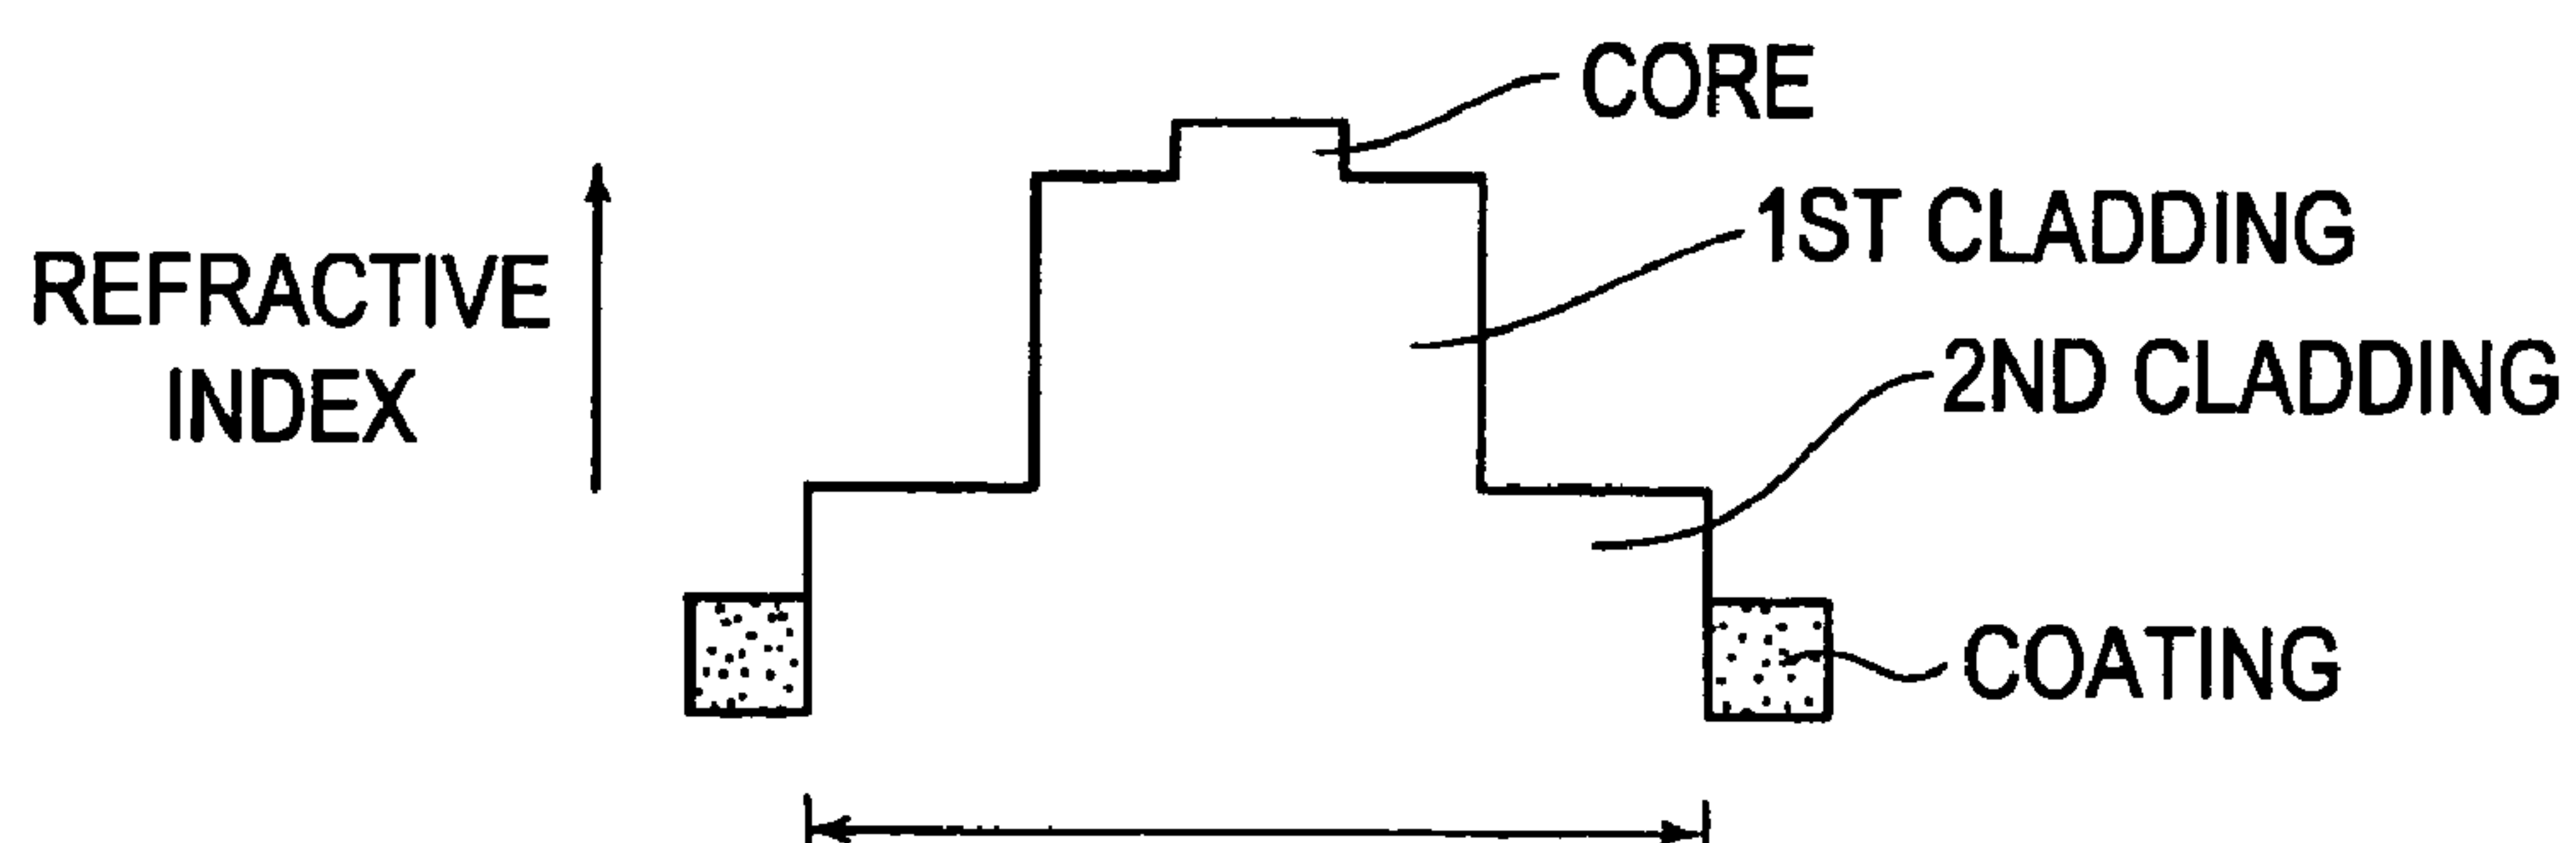 CORE
1ST CLADDING
REFRACTIVE
INDEX
2ND CLADDING
COATING